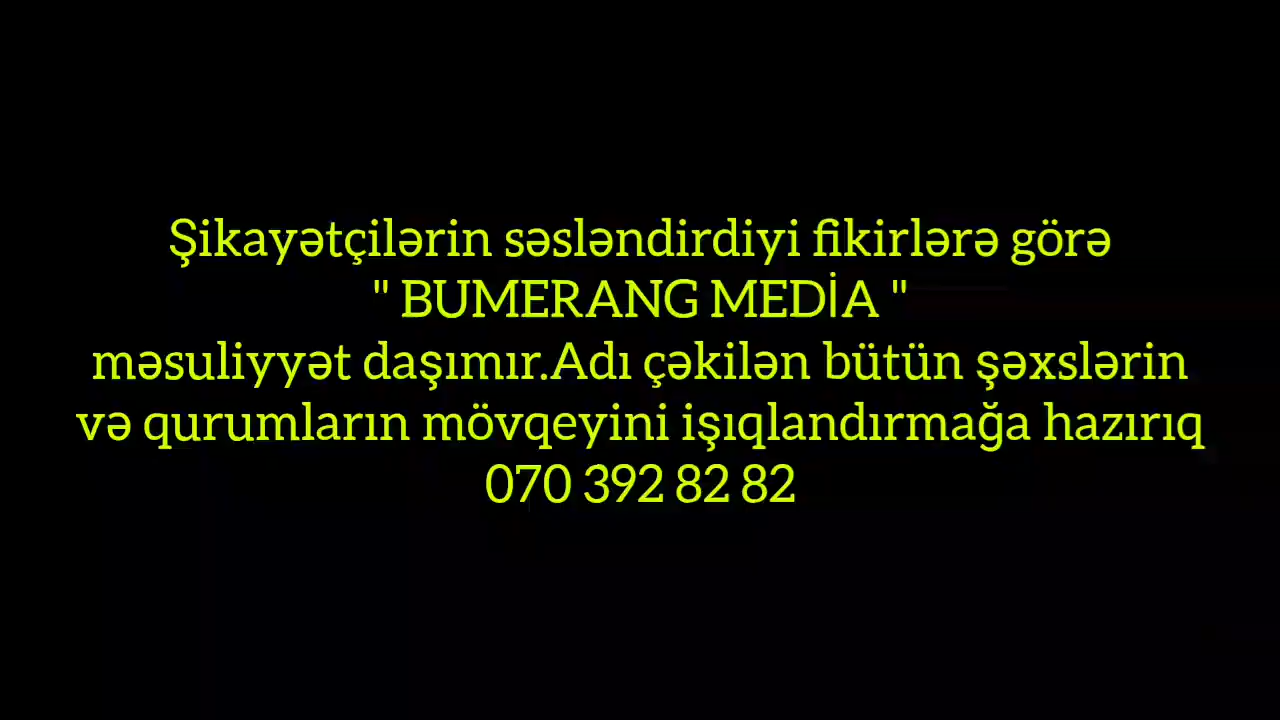 Şikayətçilərin səsləndirdiyi fikirlərə görə
" BUMERANG MEDİA "
məsuliyyət daşımır.Adı çəkilən bütün şəxslərin
və qurumların mövqeyini işıqlandırmağa hazırıq
070 392 82 82